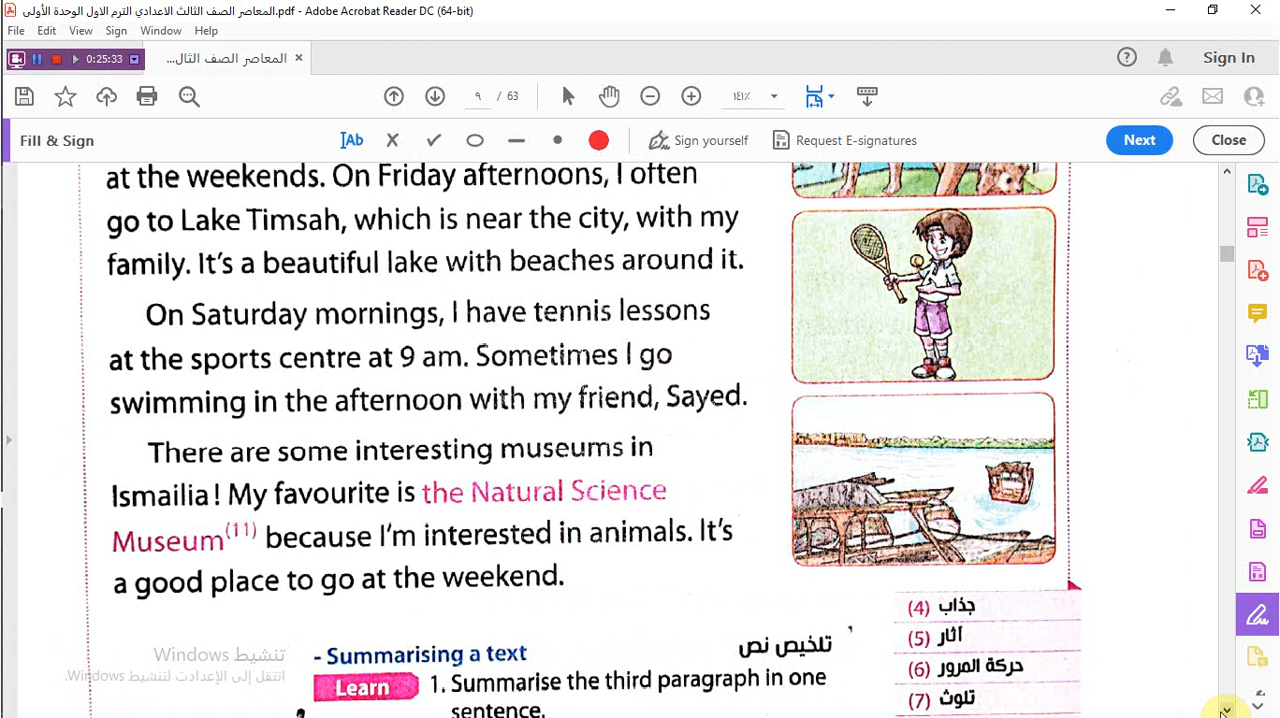 المعاصر الصف الثالث الاعدادي الترم الاول الوحدة الأولى.pdf - Adobe Acrobat Reader DC (64-bit)
File Edit View Sign Window Help
0:25:33
المعاصر الصف الثال...
Sign In
٩ / 63
١٤١٪
Fill & Sign
Ab
Sign yourself
Request E-signatures
Next
Close
at the weekends. On Friday afternoons, I often
go to Lake Timsah, which is near the city, with my
family. It's a beautiful lake with beaches around it.
On Saturday mornings, I have tennis lessons
at the sports centre at 9 am. Sometimes I go
swimming in the afternoon with my friend, Sayed.
There are some interesting museums in
Ismailia! My favourite is the Natural Science
Museum(11) because I'm interested in animals. It's
a good place to go at the weekend.
(4) جذاب
(5) آثار
(6) حركة المرور
(7) تلوث
- Summarising a text
تلخيص نص
Learn
1. Summarise the third paragraph in one
sentence.
تنشيط Windows
انتقل إلى الإعدادات لتنشيط Windows.